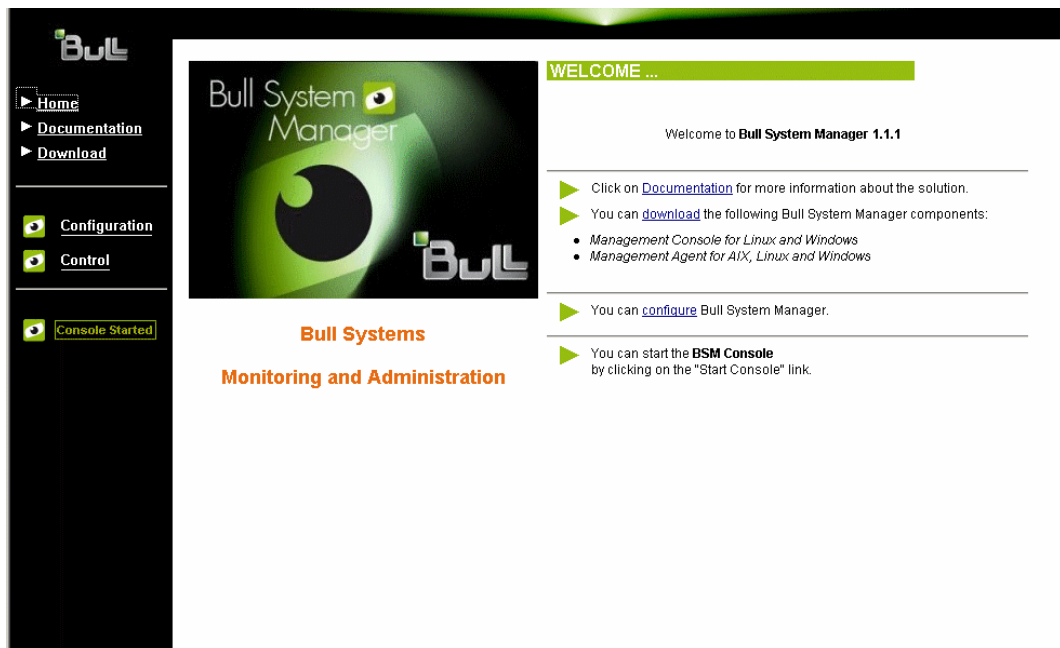 Bull
Home
Documentation
Download
Configuration
Control
Console Started
Bull System
Manager
Bull
Bull Systems
Monitoring and Administration
WELCOME ...
Welcome to Bull System Manager 1.1.1
Click on Documentation for more information about the solution.
You can download the following Bull System Manager components:
Management Console for Linux and Windows
Management Agent for AIX, Linux and Windows
You can configure Bull System Manager.
You can start the BSM Console
by clicking on the "Start Console" link.